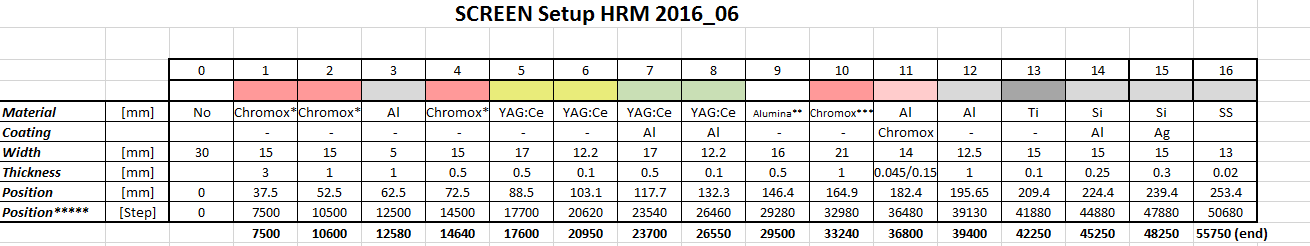 SCREEN Setup HRM 2016_06
0 1 2 3 4 5 6 7 8 9 10 11 12 13 14 15 16
Material [mm] No Chromox* Chromox* Al Chromox* YAG:Ce YAG:Ce YAG:Ce YAG:Ce Alumina** Chromox*** Al Al Ti Si Si SS
Coating - - - - - - Al Al - - Chromox - - Al Ag
Width [mm] 30 15 15 5 15 17 12.2 17 12.2 16 21 14 12.5 15 15 15 13
Thickness [mm] 3 1 1 0.5 0.5 0.1 0.5 0.1 0.5 1 0.045/0.15 1 0.1 0.25 0.3 0.02
Position [mm] 0 37.5 52.5 62.5 72.5 88.5 103.1 117.7 132.3 146.4 164.9 182.4 195.65 209.4 224.4 239.4 253.4
Position***** [Step] 0 7500 10500 12500 14500 17700 20620 23540 26460 29280 32980 36480 39130 41880 44880 47880 50680
7500 10600 12580 14640 17600 20950 23700 26550 29500 33240 36800 39400 42250 45250 48250 55750 (end)